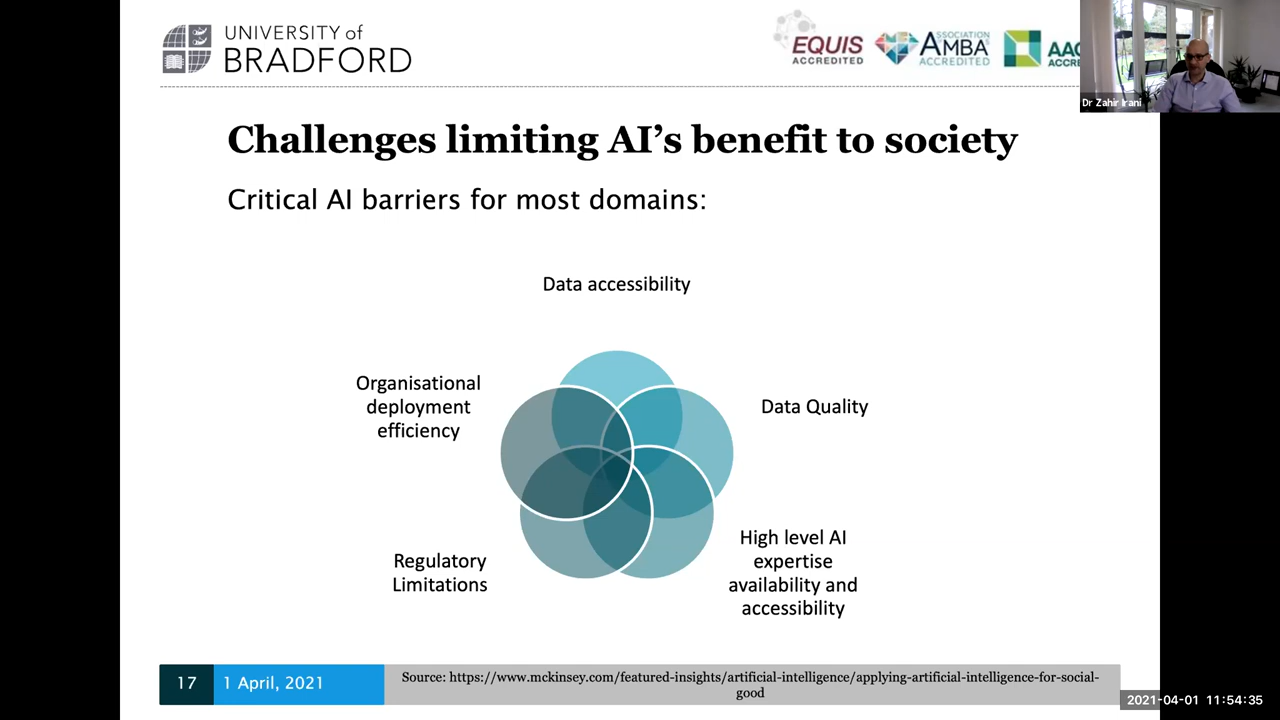 UNIVERSITY of
BRADFORD
EQUIS
ACCREDITED
ASSOCIATION
AMBA
ACCREDITED
Dr Zahir Irani
Challenges limiting AI’s benefit to society
Critical AI barriers for most domains:
Data accessibility
Organisational
deployment
efficiency
Data Quality
High level AI
expertise
availability and
accessibility
Regulatory
Limitations
17
1 April, 2021
Source: https://www.mckinsey.com/featured-insights/artificial-intelligence/applying-artificial-intelligence-for-social-
good
2021-04-01 11:54:35